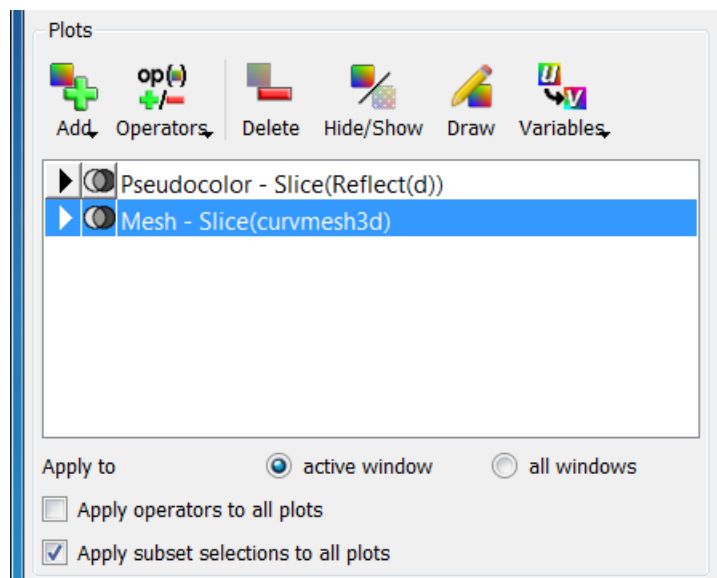 Plots
op() +/-
Add Operators Delete Hide/Show Draw Variables
Pseudocolor - Slice(Reflect(d))
Mesh - Slice(curvmesh3d)
Apply to active window all windows
Apply operators to all plots
Apply subset selections to all plots